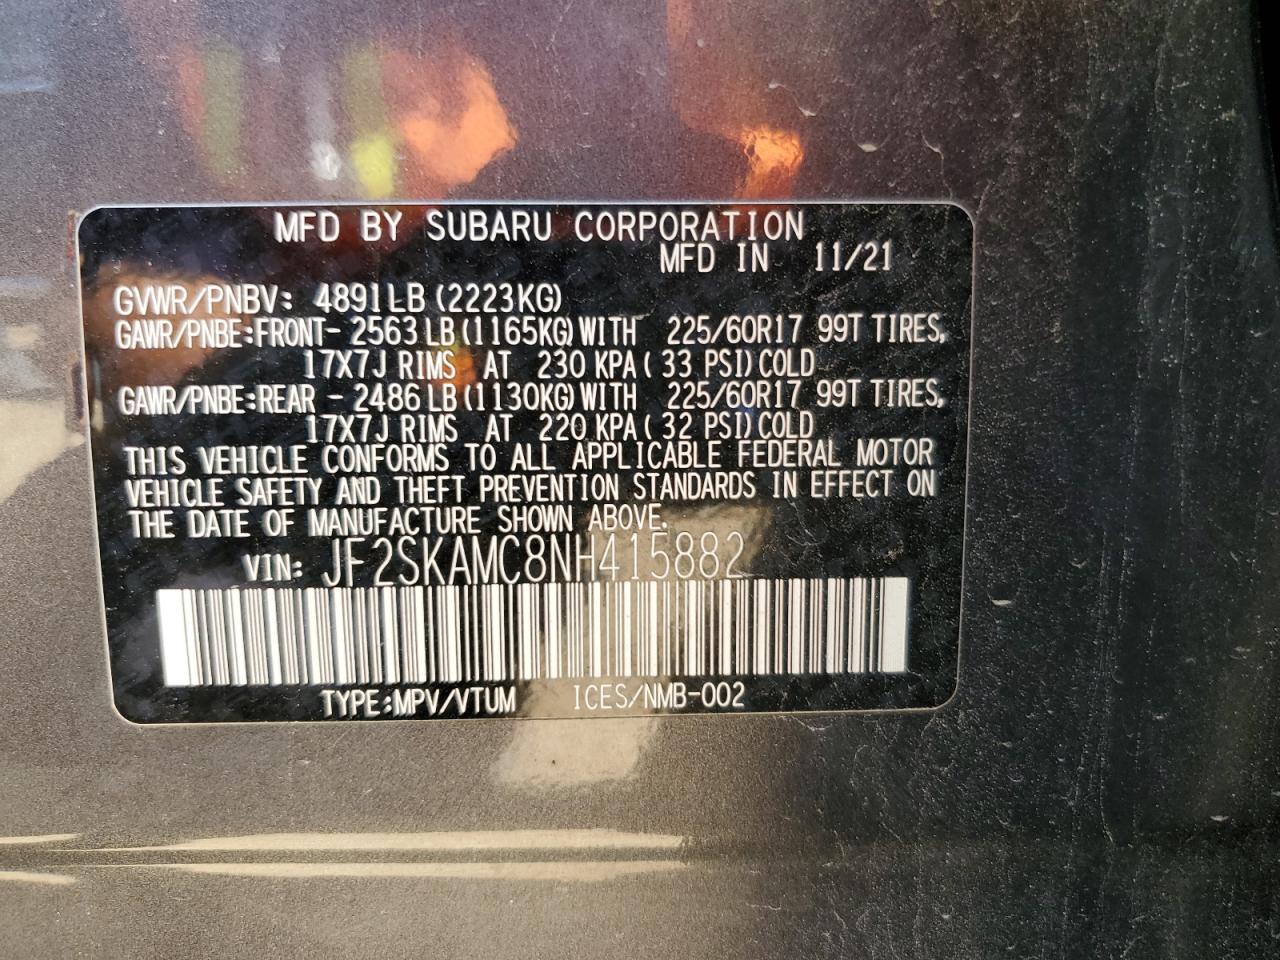 MFD BY SUBARU CORPORATION
MFD IN 11/21
GVWR/PNBV: 4891LB(2223KG)
GAWR/PNBE:FRONT-2563LB(1165KG)WITH 225/60R17 99T TIRES,
17X7J RIMS AT 230 KPA(33 PSI)COLD
GAWR/PNBE:REAR -2486LB(1130KG)WITH 225/60R17 99T TIRES,
17X7J RIMS AT 220 KPA(32 PSI)COLD
THIS VEHICLE CONFORMS TO ALL APPLICABLE FEDERAL MOTOR
VEHICLE SAFETY AND THEFT PREVENTION STANDARDS IN EFFECT ON
THE DATE OF MANUFACTURE SHOWN ABOVE.
VIN: JF2SKAMC8NH415882
TYPE:MPV/VTUM ICES/NMB-002